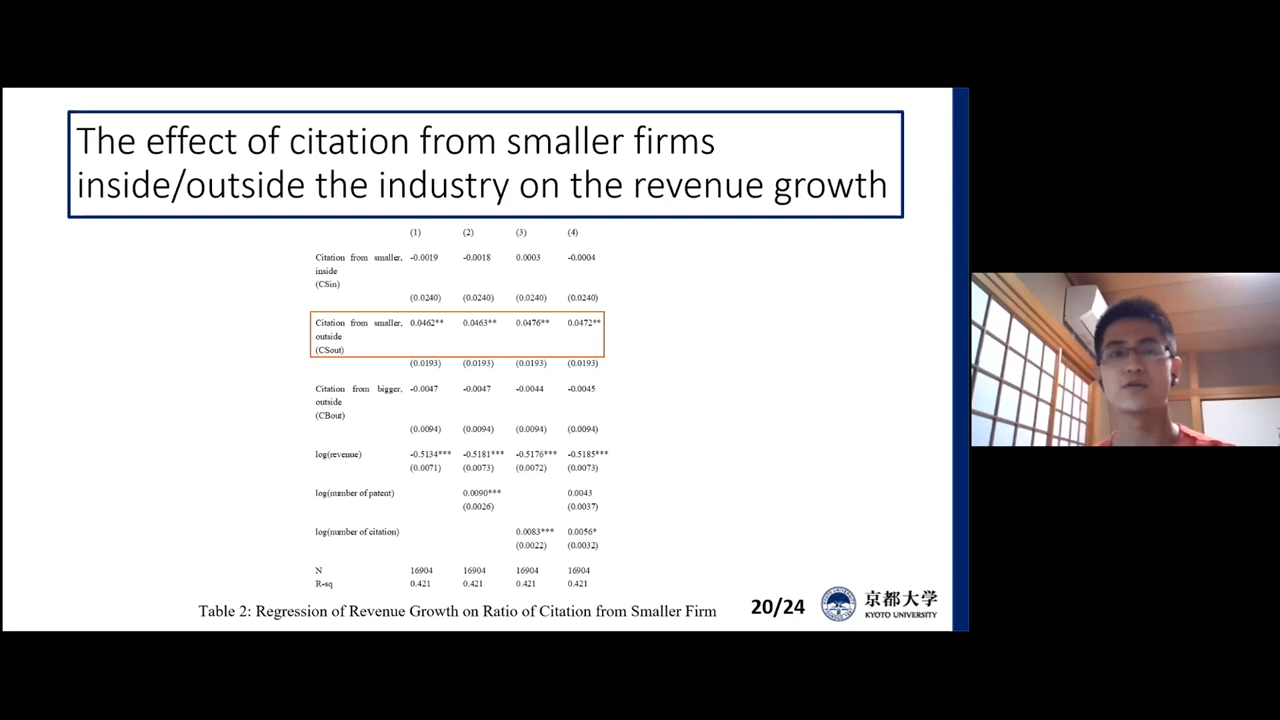 The effect of citation from smaller firms
inside/outside the industry on the revenue growth
(1) (2) (3) (4)
Citation from smaller, -0.0019 -0.0018 0.0003 -0.0004
inside
(CSin)
(0.0240) (0.0240) (0.0240) (0.0240)
Citation from smaller, 0.0462** 0.0463** 0.0476** 0.0472**
outside
(CSout)
(0.0193) (0.0193) (0.0193) (0.0193)
Citation from bigger, -0.0047 -0.0047 -0.0044 -0.0045
outside
(CBout)
(0.0094) (0.0094) (0.0094) (0.0094)
log(revenue) -0.5134*** -0.5181*** -0.5176*** -0.5185***
(0.0071) (0.0073) (0.0072) (0.0073)
log(number of patent) 0.0090*** 0.0043
(0.0026) (0.0037)
log(number of citation) 0.0083*** 0.0056*
(0.0022) (0.0032)
N 16904 16904 16904 16904
R-sq 0.421 0.421 0.421 0.421
Table 2: Regression of Revenue Growth on Ratio of Citation from Smaller Firm
20/24
京都大学
KYOTO UNIVERSITY